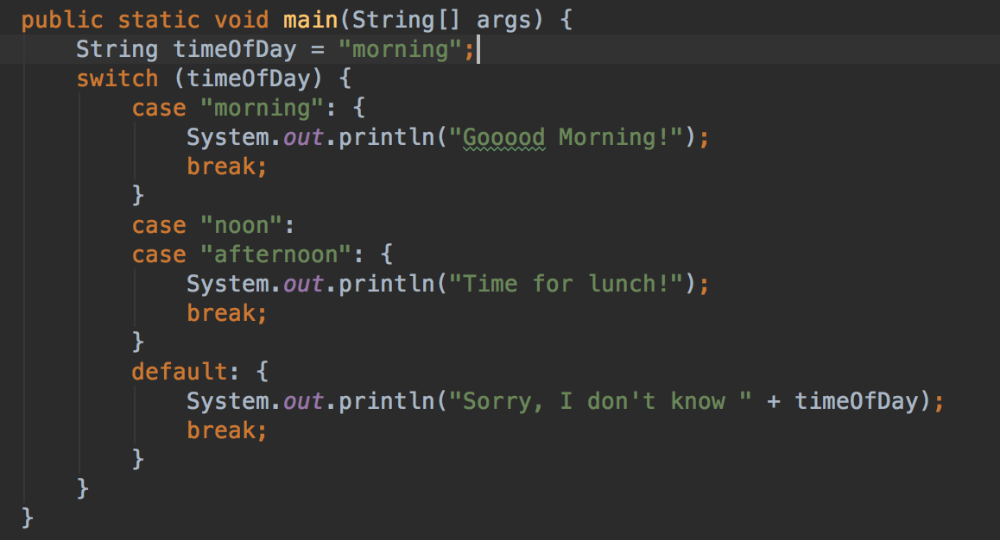 public static void main(String[] args) {
    String timeOfDay = "morning";
    switch (timeOfDay) {
        case "morning": {
            System.out.println("Gooood Morning!");
            break;
        }
        case "noon":
        case "afternoon": {
            System.out.println("Time for lunch!");
            break;
        }
        default: {
            System.out.println("Sorry, I don't know " + timeOfDay);
            break;
        }
    }
}